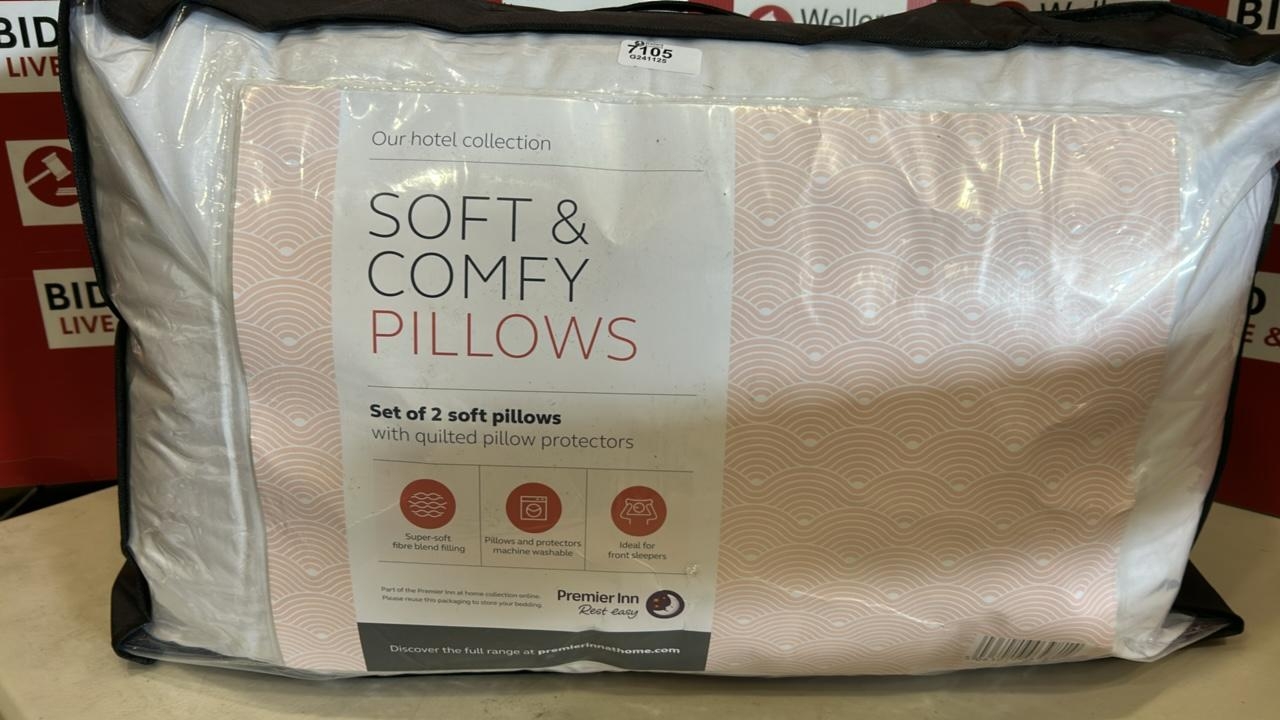 BID
LIVE
Weller
7105
G241125
BID
LIVE
Our hotel collection
SOFT &
COMFY
PILLOWS
Set of 2 soft pillows
with quilted pillow protectors
Super-soft
fibre blend filling
Pillows and protectors
machine washable
Ideal for
front sleepers
Part of the Premier Inn at home collection online.
Please reuse this packaging to store your bedding.
Premier Inn
Rest easy
Discover the full range at premierinnathome.com